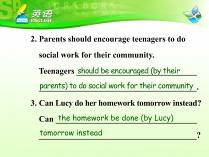 英语
2. Parents should encourage teenagers to do
social work for their community.
Teenagers should be encouraged (by their
parents) to do social work for their community.
3. Can Lucy do her homework tomorrow instead?
Can the homework be done (by Lucy)
tomorrow instead?